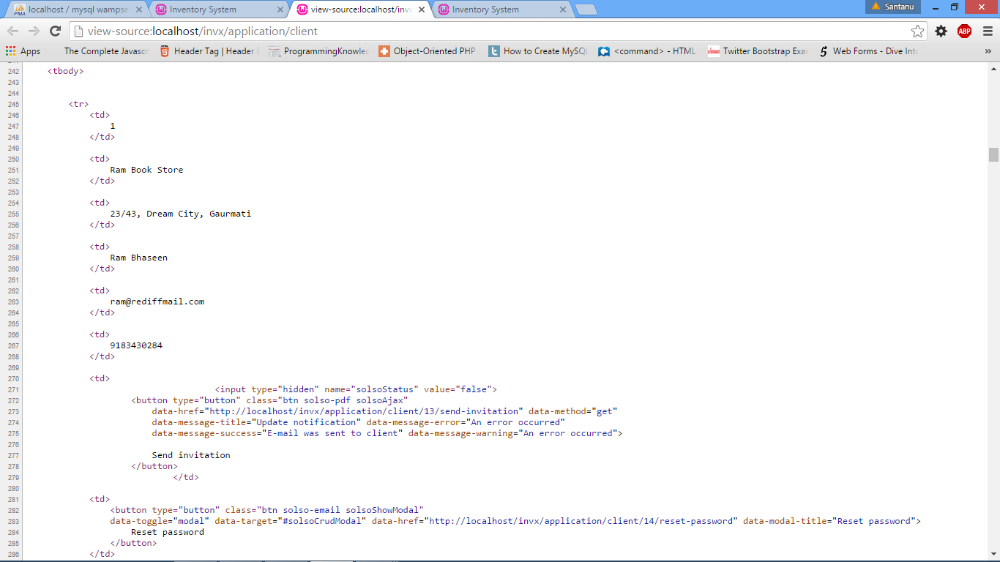 localhost / mysql wampse
Inventory System
view-source:localhost/inv
Inventory System
Santanu
view-source:localhost/invx/application/client
ABP
Apps
The Complete Javascr
Header Tag | Header
ProgrammingKnowle
Object-Oriented PHP
How to Create MySQL
<command> - HTML
Twitter Bootstrap Exa
Web Forms - Dive Int
»
242 <tbody>
243
244
245 <tr>
246 <td>
247 1
248 </td>
249
250 <td>
251 Ram Book Store
252 </td>
253
254 <td>
255 23/43, Dream City, Gaurmati
256 </td>
257
258 <td>
259 Ram Bhaseen
260 </td>
261
262 <td>
263 ram@rediffmail.com
264 </td>
265
266 <td>
267 9183430284
268 </td>
269
270 <td>
271 <input type="hidden" name="solsoStatus" value="false">
272 <button type="button" class="btn solso-pdf solsoAjax"
273 data-href="http://localhost/invx/application/client/13/send-invitation" data-method="get"
274 data-message-title="Update notification" data-message-error="An error occurred"
275 data-message-success="E-mail was sent to client" data-message-warning="An error occurred">
276
277 Send invitation
278 </button>
279 </td>
280
281 <td>
282 <button type="button" class="btn solso-email solsoShowModal"
283 data-toggle="modal" data-target="#solsoCrudModal" data-href="http://localhost/invx/application/client/14/reset-password" data-modal-title="Reset password">
284 Reset password
285 </button>
286 </td>